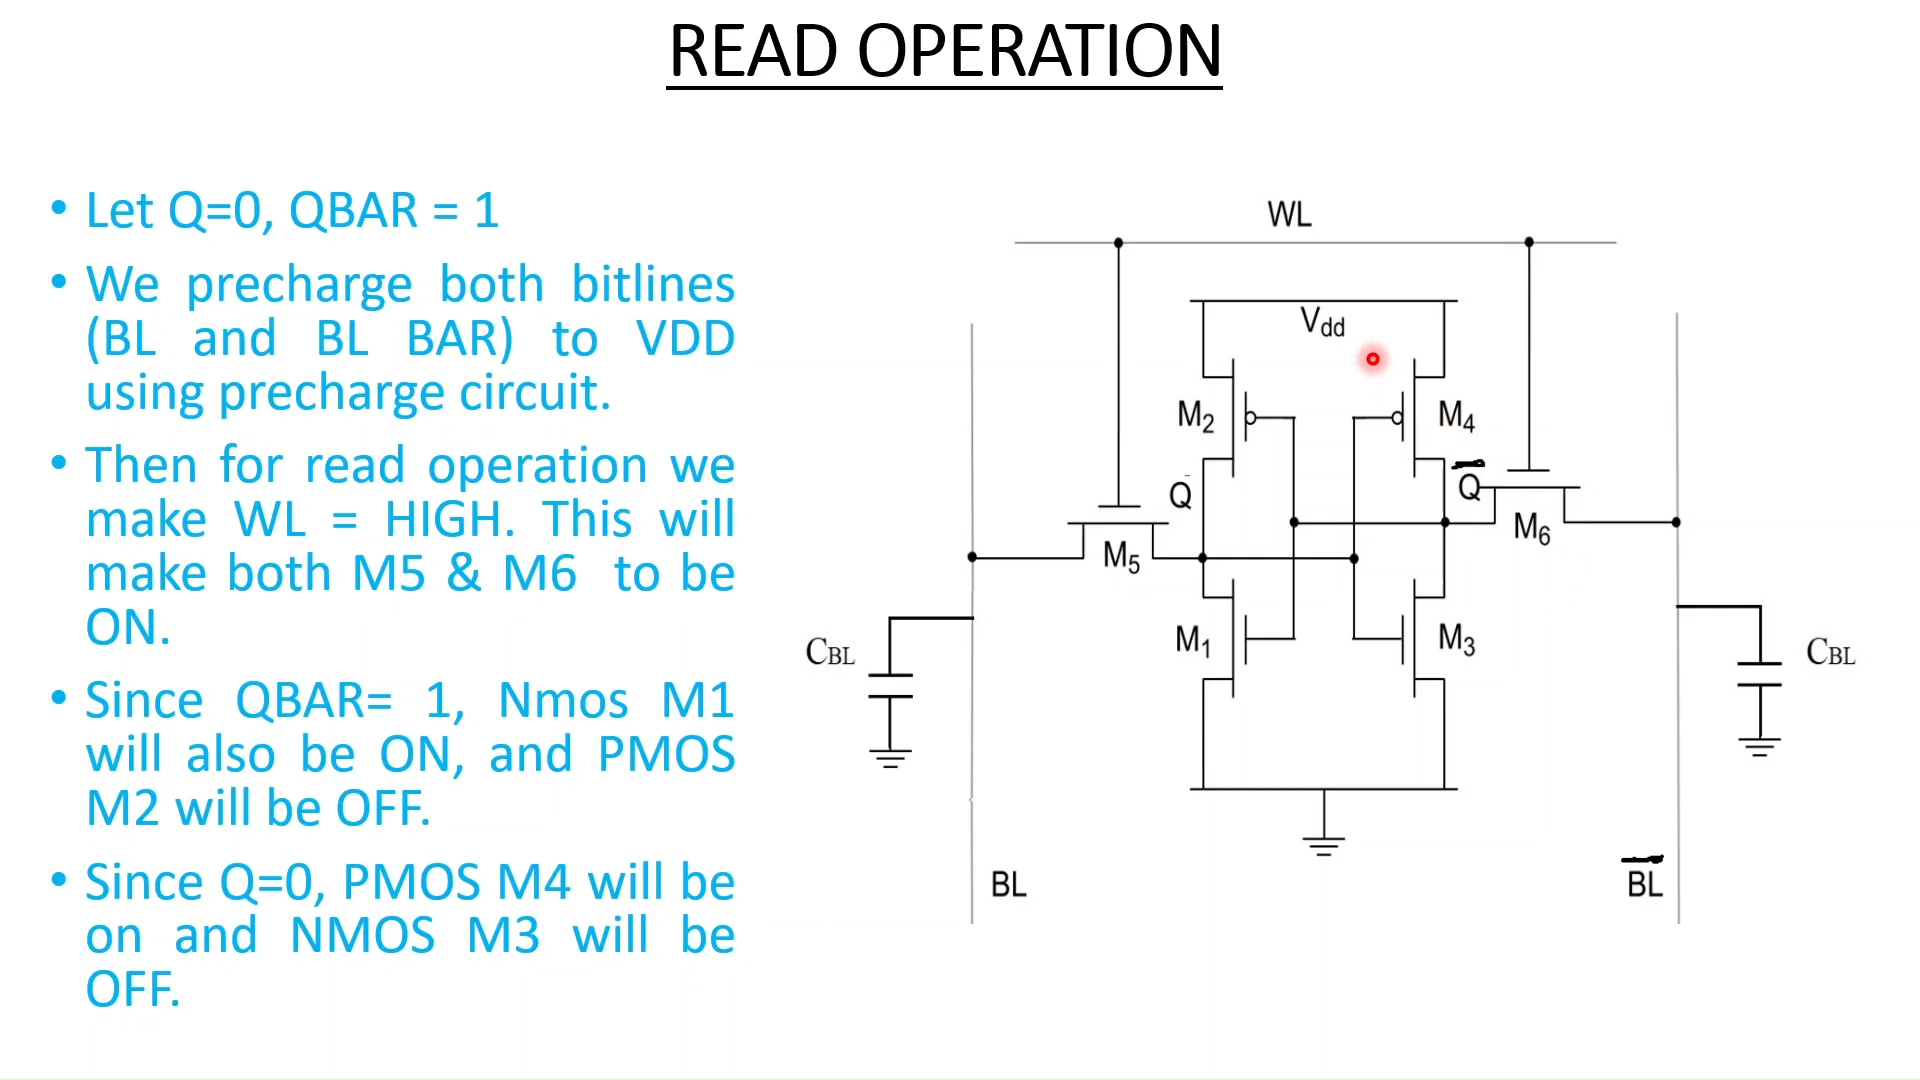 READ OPERATION
• Let Q=0, QBAR = 1
• We precharge both bitlines
(BL and BL BAR) to VDD
using precharge circuit.
• Then for read operation we
make WL = HIGH. This will
make both M5 & M6 to be
ON.
• Since QBAR= 1, Nmos M1
will also be ON, and PMOS
M2 will be OFF.
• Since Q=0, PMOS M4 will be
on and NMOS M3 will be
OFF.
WL
Vdd
M2
M4
Q
Q̅
M5
M6
M1
M3
CBL
CBL
BL
B̅L̅